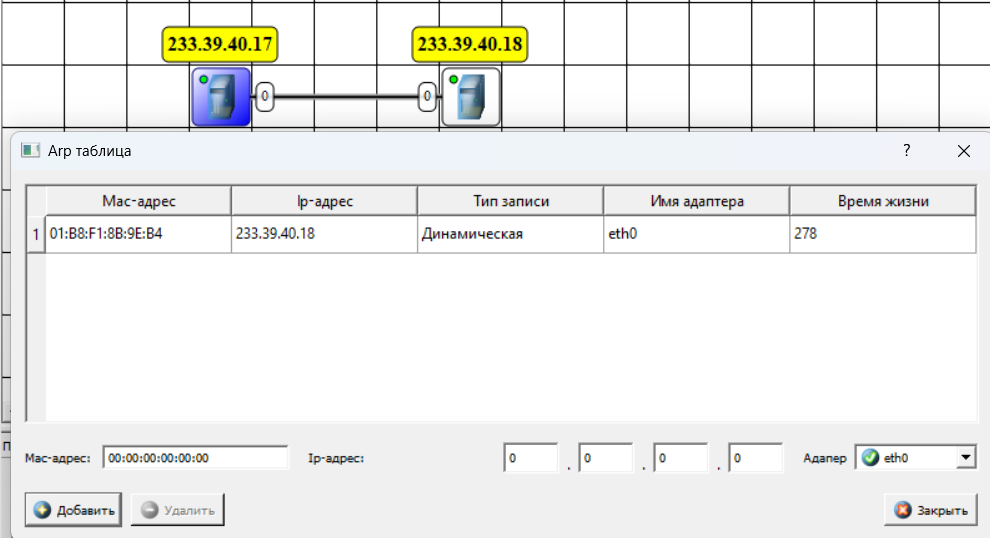 233.39.40.17 233.39.40.18
0 0
Arp таблица ?
Mac-адрес Ip-адрес Тип записи Имя адаптера Время жизни
1 01:B8:F1:8B:9E:B4 233.39.40.18 Динамическая eth0 278
П
Mac-адрес: 00:00:00:00:00:00 Ip-адрес: 0 . 0 . 0 . 0 Адапер eth0
Добавить Удалить Закрыть